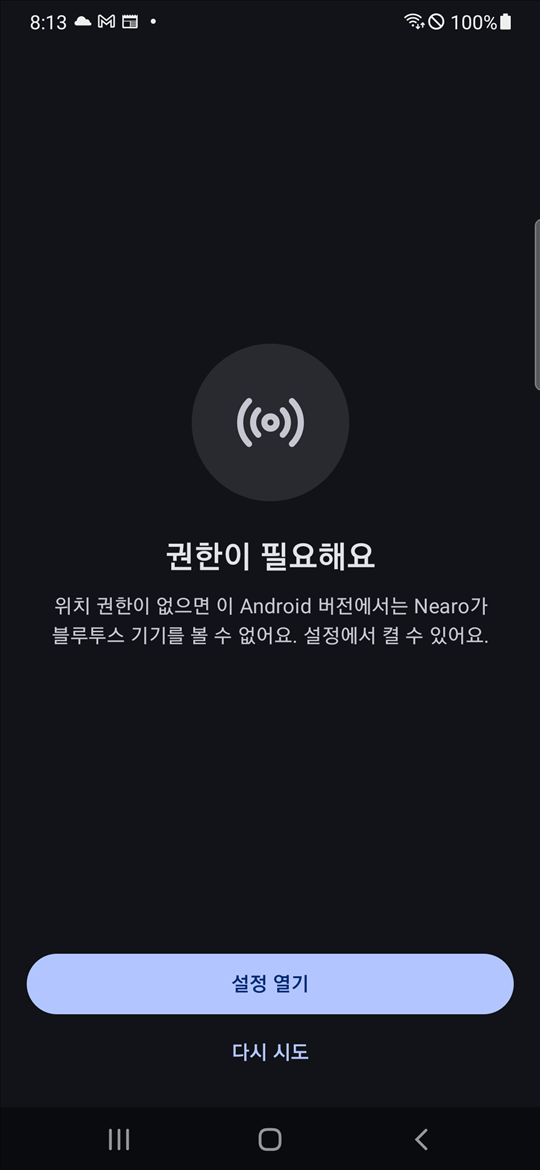 8:13
100%
권한이 필요해요
위치 권한이 없으면 이 Android 버전에서는 Nearo가
블루투스 기기를 볼 수 없어요. 설정에서 켤 수 있어요.
설정 열기
다시 시도